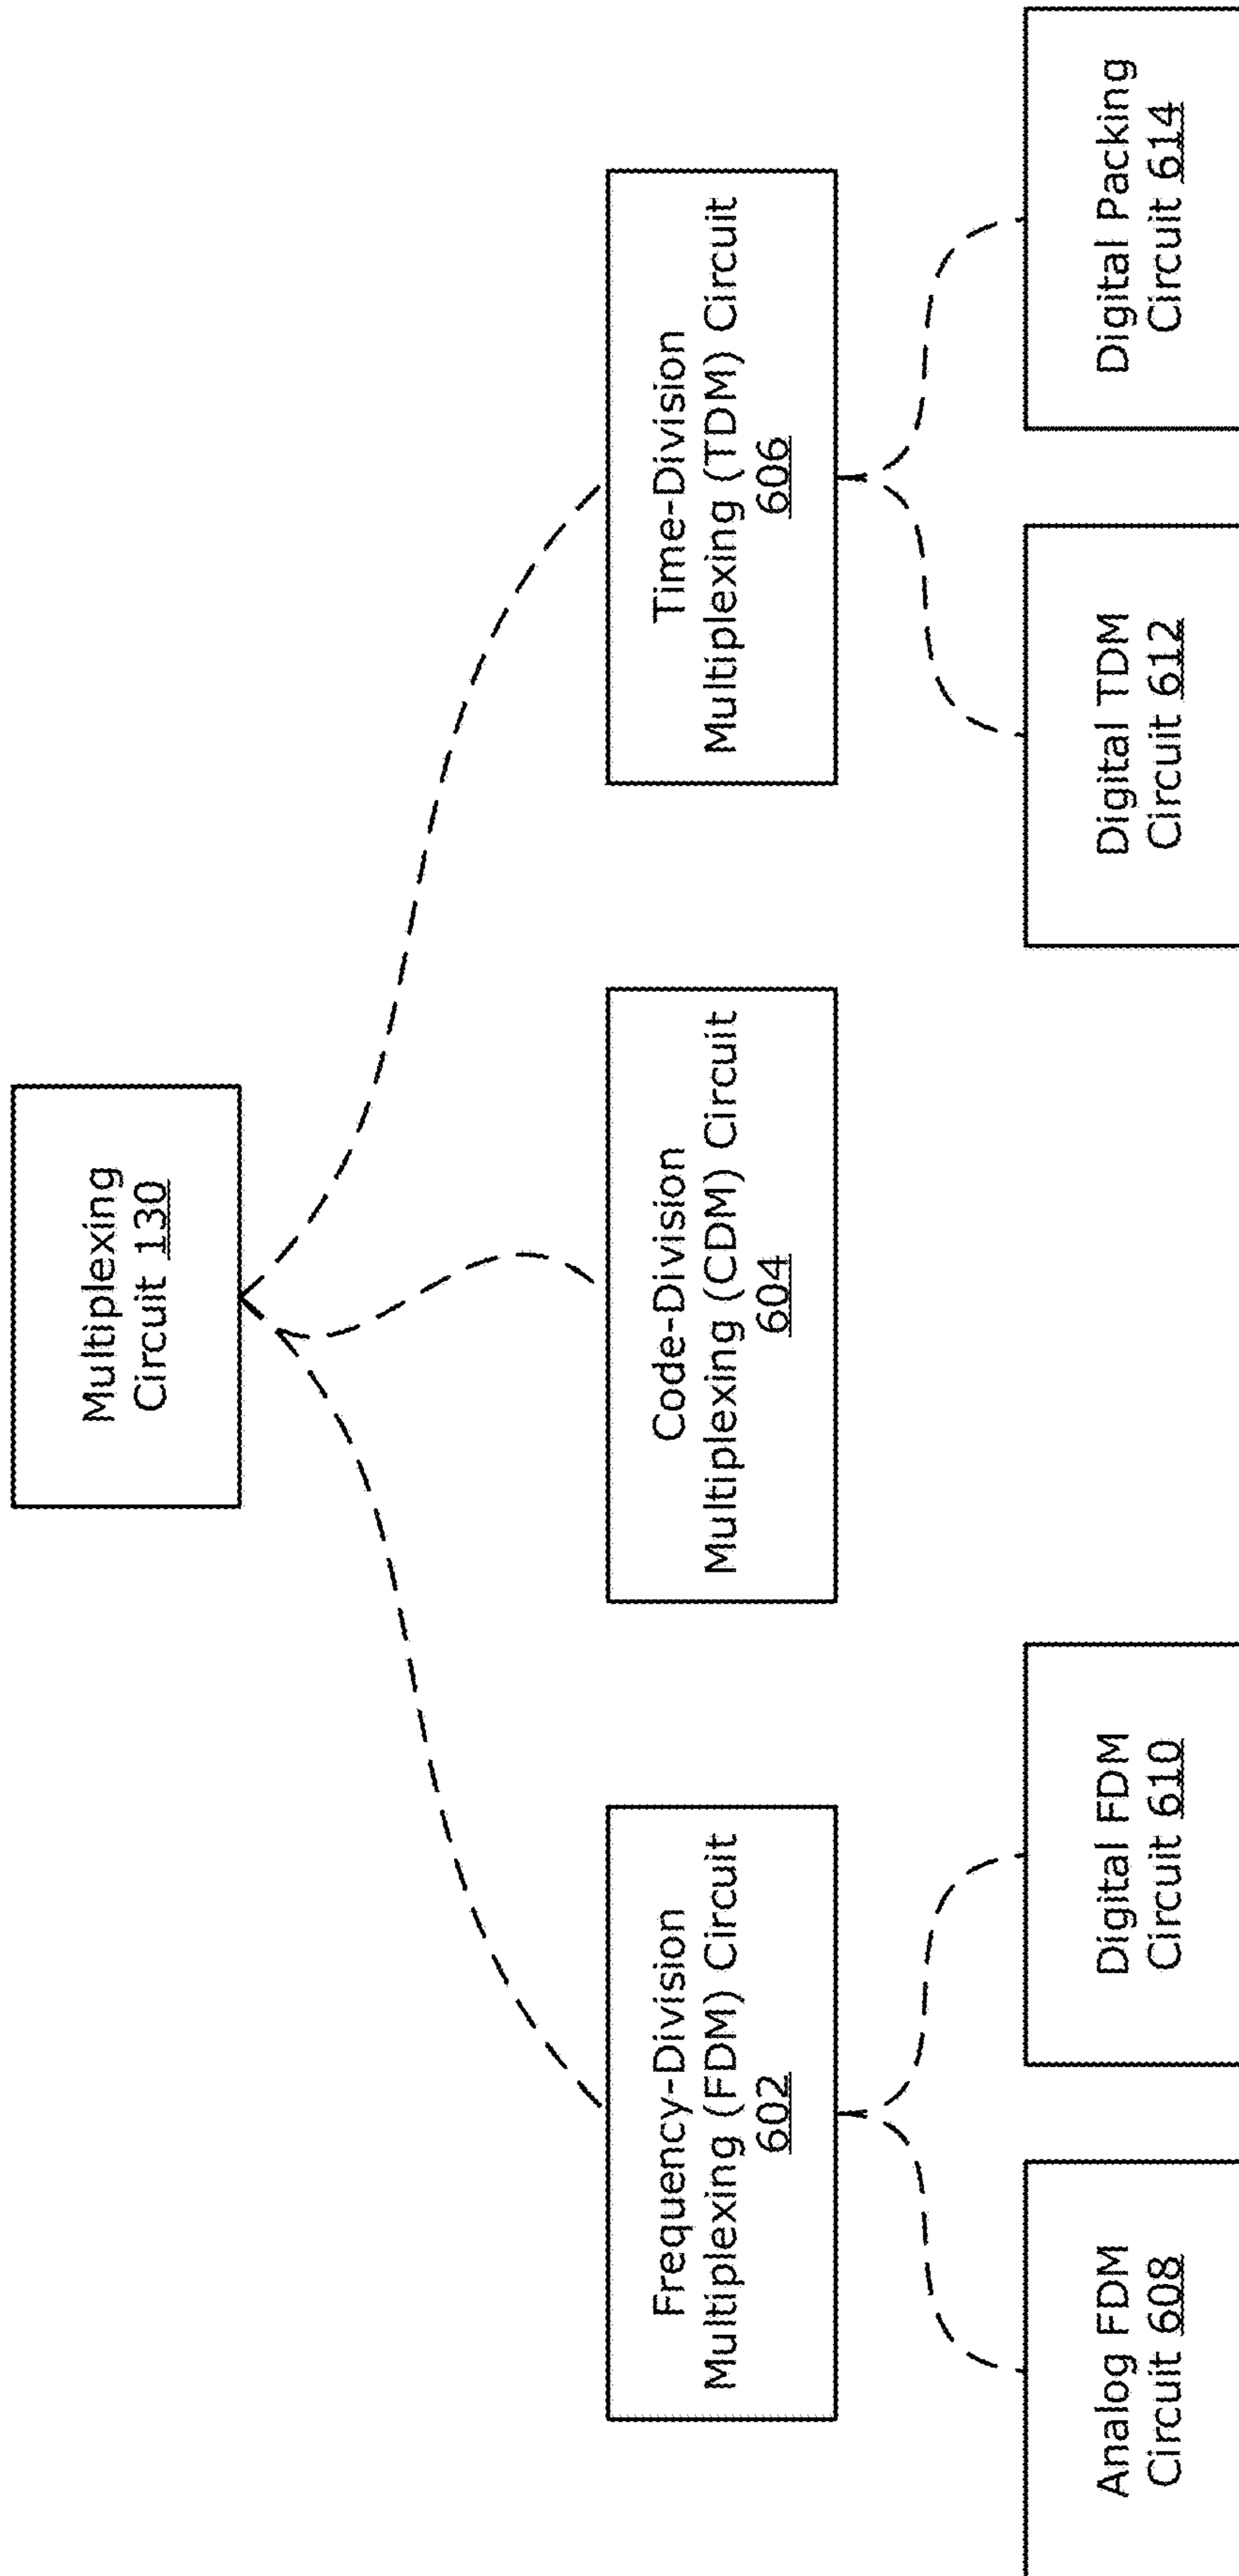 Multiplexing
Circuit 130
Frequency-Division
Multiplexing (FDM) Circuit
602
Code-Division
Multiplexing (CDM) Circuit
604
Time-Division
Multiplexing (TDM) Circuit
606
Analog FDM
Circuit 608
Digital FDM
Circuit 610
Digital TDM
Circuit 612
Digital Packing
Circuit 614